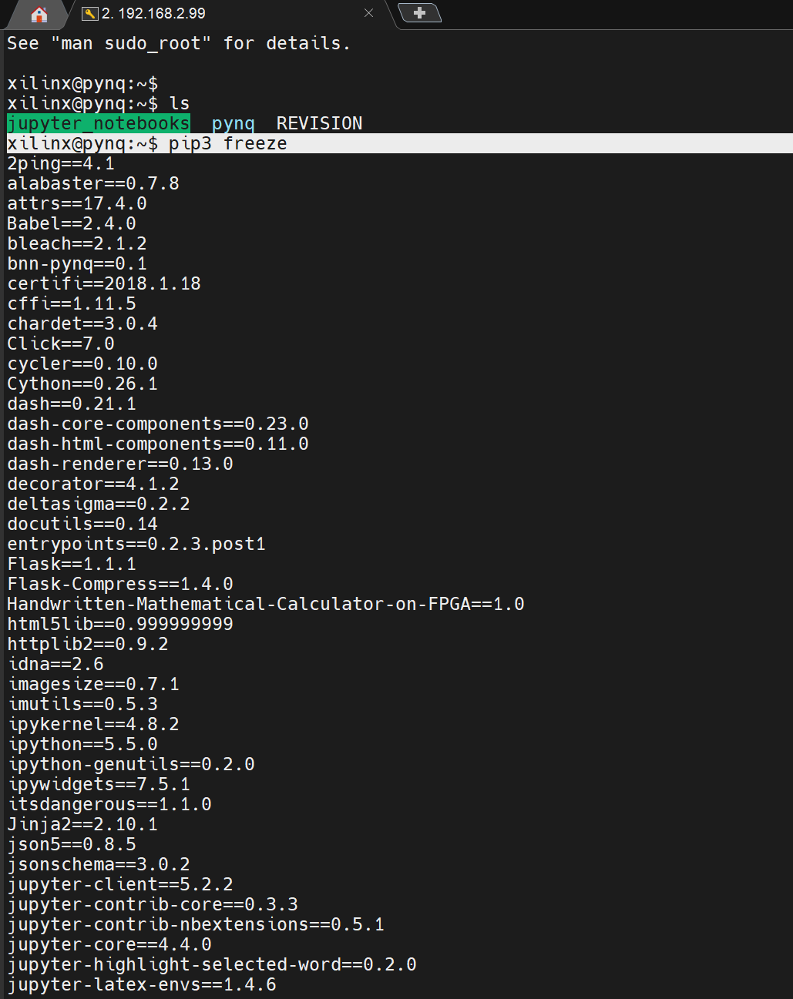 2. 192.168.2.99
See "man sudo_root" for details.
xilinx@pynq:~$
xilinx@pynq:~$ ls
jupyter_notebooks  pynq  REVISION
xilinx@pynq:~$ pip3 freeze
2ping==4.1
alabaster==0.7.8
attrs==17.4.0
Babel==2.4.0
bleach==2.1.2
bnn-pynq==0.1
certifi==2018.1.18
cffi==1.11.5
chardet==3.0.4
Click==7.0
cycler==0.10.0
Cython==0.26.1
dash==0.21.1
dash-core-components==0.23.0
dash-html-components==0.11.0
dash-renderer==0.13.0
decorator==4.1.2
deltasigma==0.2.2
docutils==0.14
entrypoints==0.2.3.post1
Flask==1.1.1
Flask-Compress==1.4.0
Handwritten-Mathematical-Calculator-on-FPGA==1.0
html5lib==0.999999999
httplib2==0.9.2
idna==2.6
imagesize==0.7.1
imutils==0.5.3
ipykernel==4.8.2
ipython==5.5.0
ipython-genutils==0.2.0
ipywidgets==7.5.1
itsdangerous==1.1.0
Jinja2==2.10.1
json5==0.8.5
jsonschema==3.0.2
jupyter-client==5.2.2
jupyter-contrib-core==0.3.3
jupyter-contrib-nbextensions==0.5.1
jupyter-core==4.4.0
jupyter-highlight-selected-word==0.2.0
jupyter-latex-envs==1.4.6